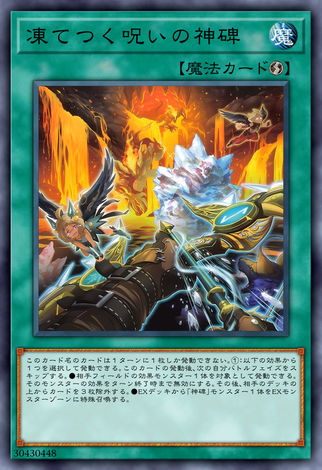 凍てつく呪いの神碑
魔
【魔法カード】
このカード名のカードは1ターンに1枚しか発動できない。①:以下の効果から
1つを選択して発動できる。このカードの発動後、次の自分バトルフェイズをス
キップする。●相手フィールドの効果モンスター1体を対象として発動できる。
そのモンスターの効果をターン終了時まで無効にする。その後、相手のデッキの
上からカードを3枚除外する。●EXデッキから「神碑」モンスター1体をEXモン
スターゾーンに特殊召喚する。
30430448